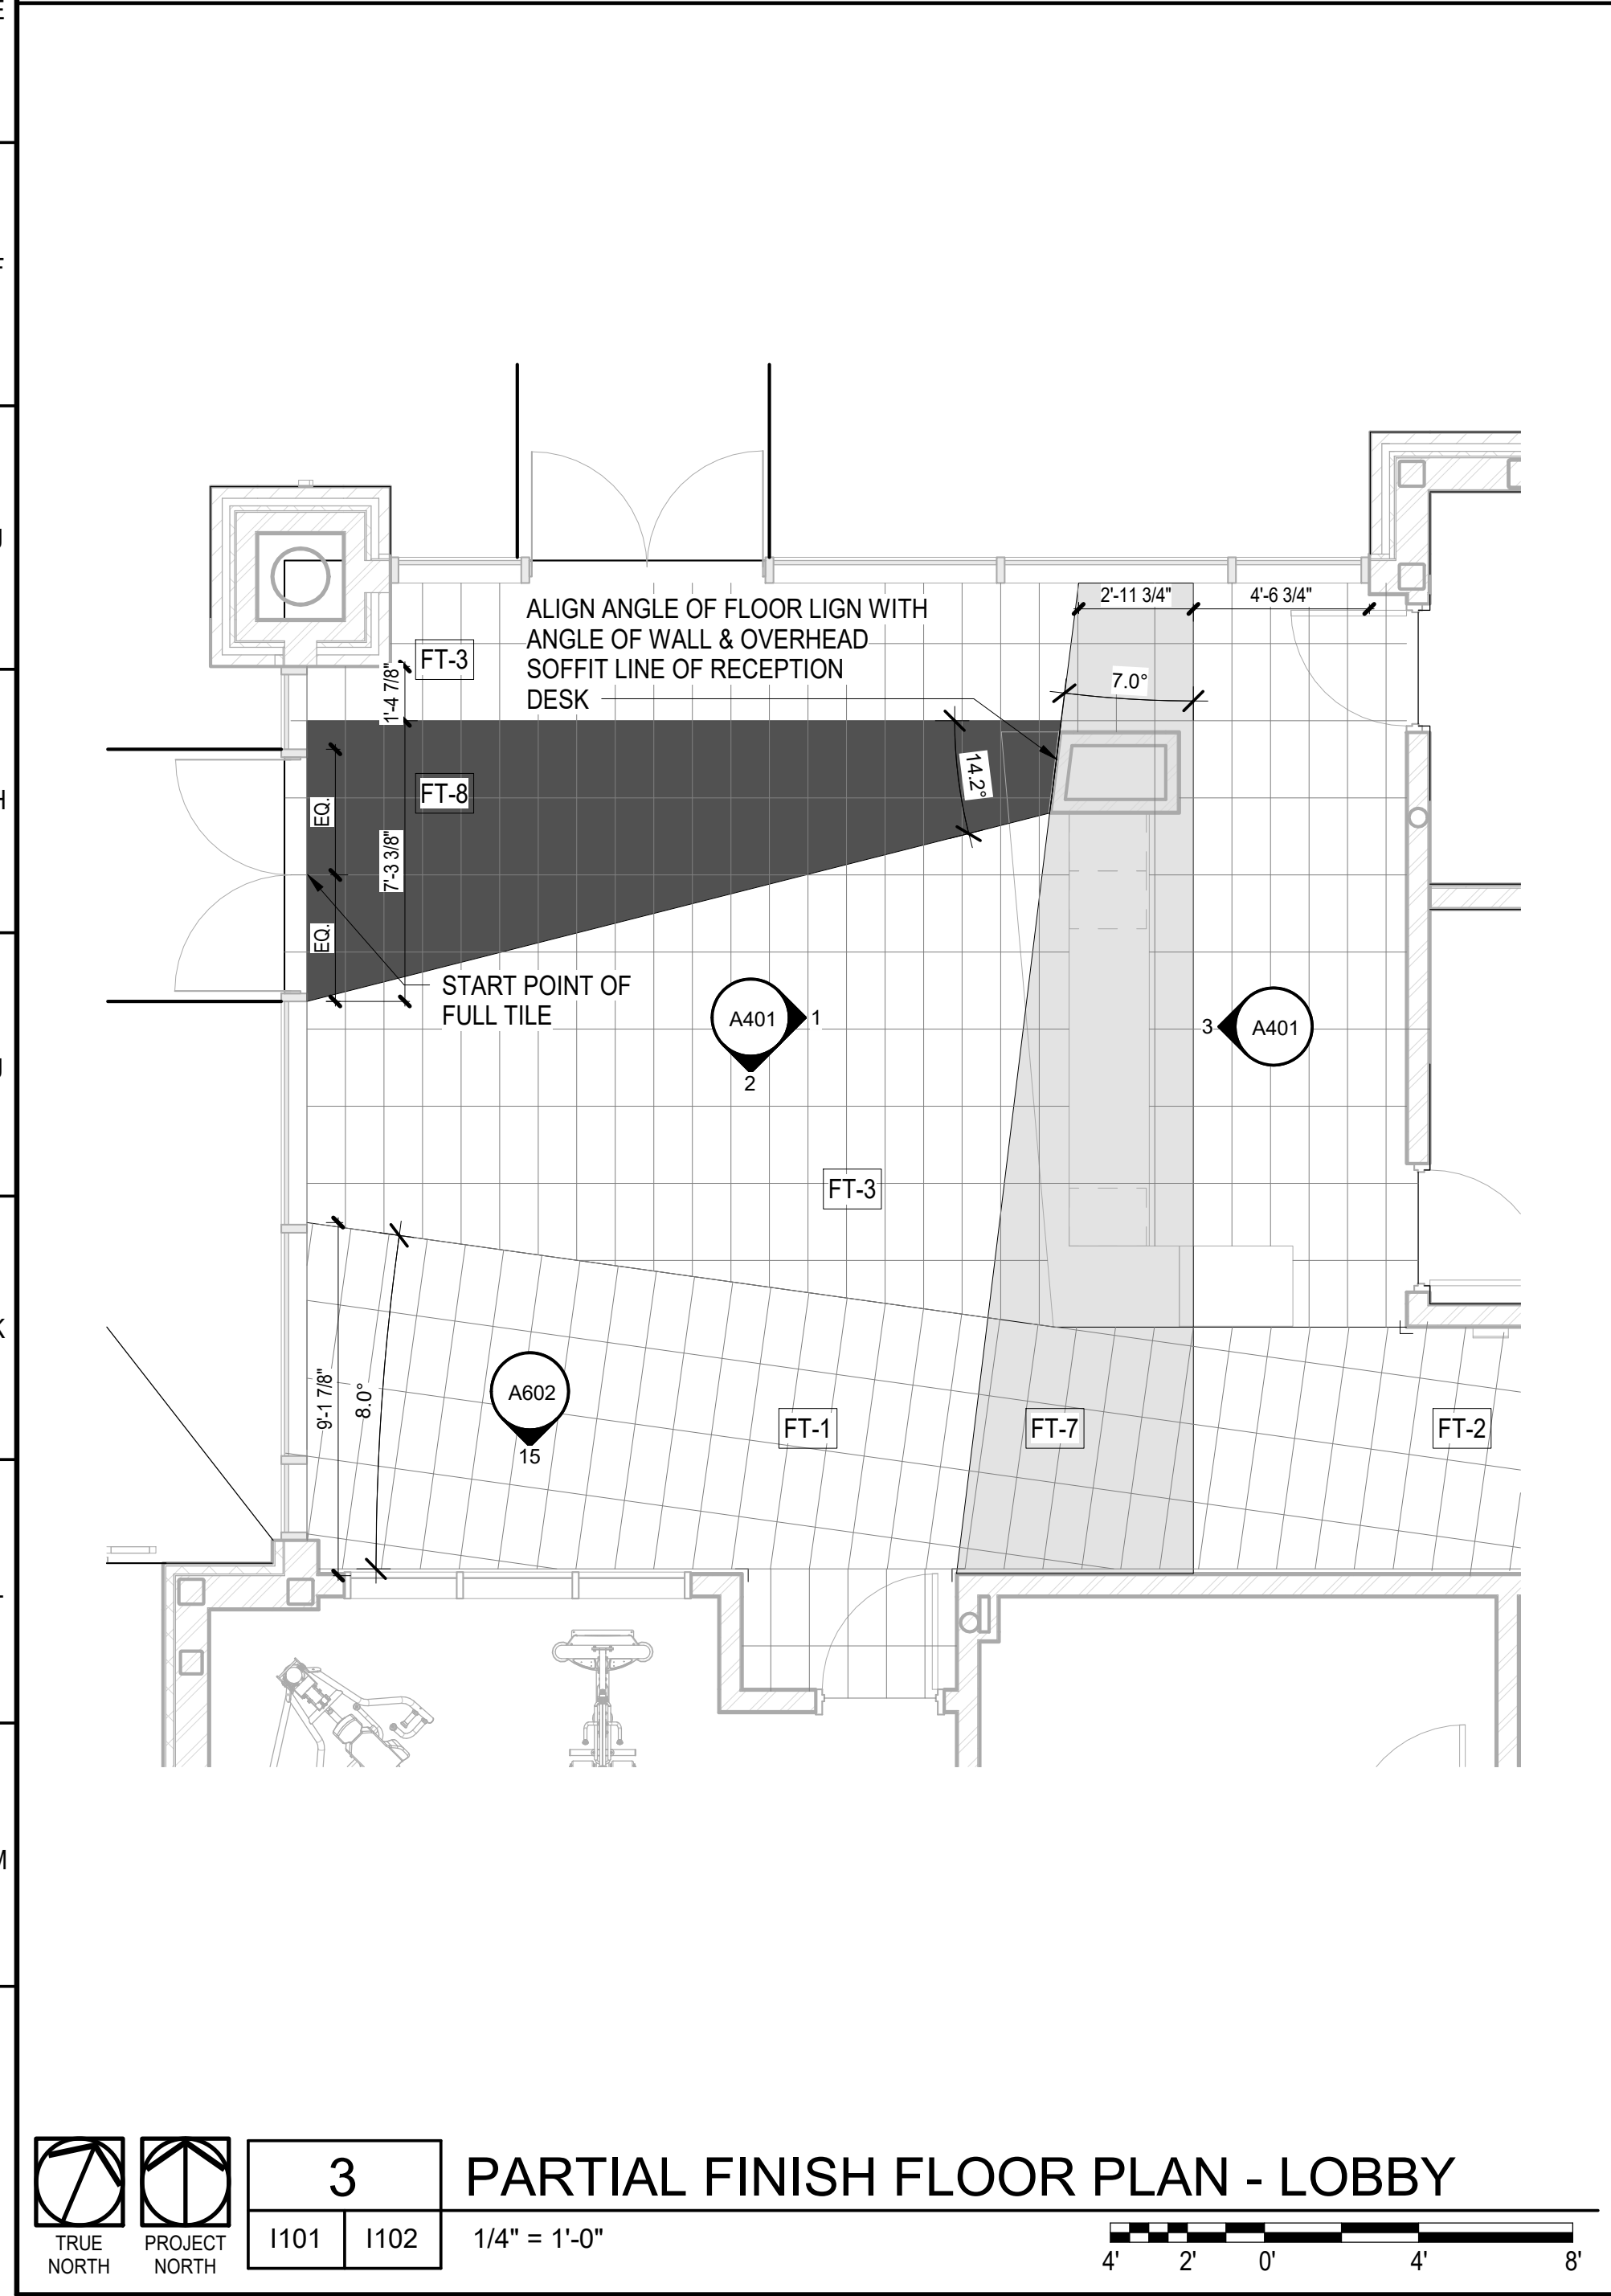 ALIGN ANGLE OF FLOOR LIGN WITH
ANGLE OF WALL & OVERHEAD
SOFFIT LINE OF RECEPTION
DESK
2'-11 3/4"
4'-6 3/4"
FT-3
1'-4 7/8"
7.0°
14.2°
FT-8
EQ.
7'-3 3/8"
EQ.
START POINT OF
FULL TILE
A401
1
2
3
A401
FT-3
9'-1 7/8"
8.0°
A602
15
FT-1
FT-7
FT-2
H
K
M
TRUE
NORTH
PROJECT
NORTH
3
I101
I102
PARTIAL FINISH FLOOR PLAN - LOBBY
1/4" = 1'-0"
4'
2'
0'
4'
8'